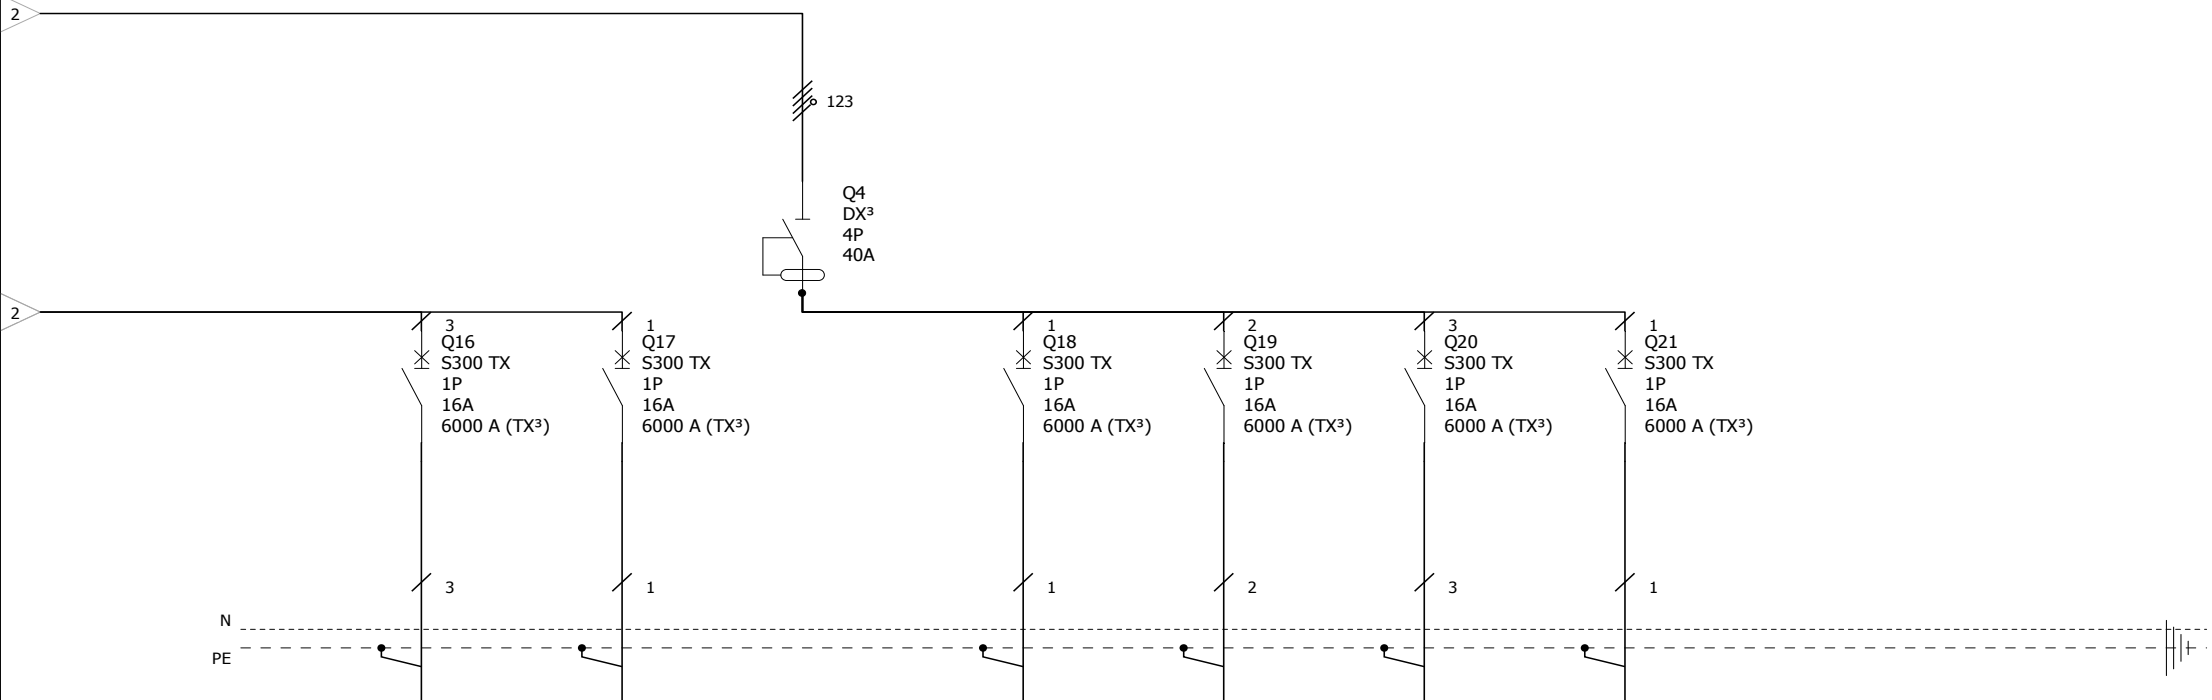 2
123
Q4
DX³
4P
40A
2
3
Q16
S300 TX
1P
16A
6000 A (TX³)
1
Q17
S300 TX
1P
16A
6000 A (TX³)
1
Q18
S300 TX
1P
16A
6000 A (TX³)
2
Q19
S300 TX
1P
16A
6000 A (TX³)
3
Q20
S300 TX
1P
16A
6000 A (TX³)
1
Q21
S300 TX
1P
16A
6000 A (TX³)
3
1
1
2
3
1
N
PE